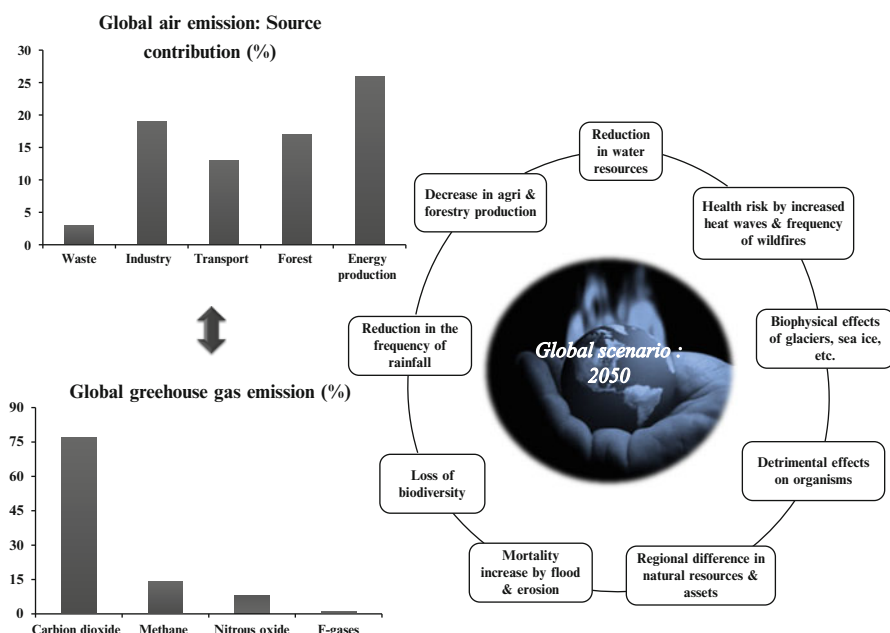 Global air emission: Source
contribution (%)
30
25
20
15
10
5
0
Waste
Industry
Transport
Forest
Energy
production
Global greehouse gas emission (%)
90
75
60
45
30
15
0
Carbion dioxide
Methane
Nitrous oxide
F-gases
Reduction
in water
resources
Health risk by increased
heat waves & frequency
of wildfires
Biophysical effects
of glaciers, sea ice,
etc.
Detrimental effects
on organisms
Regional difference in
natural resources &
assets
Mortality
increase by flood
& erosion
Loss of
biodiversity
Reduction in the
frequency of
rainfall
Decrease in agri &
forestry production
Global scenario :
2050